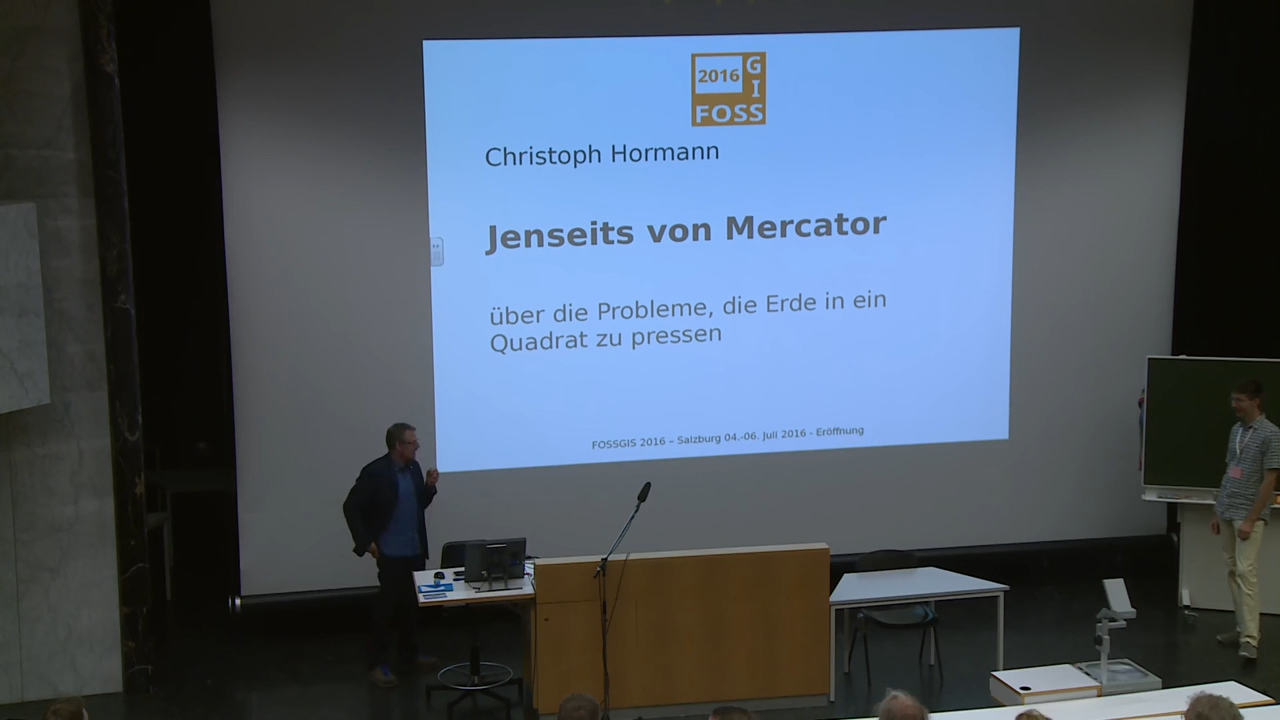 2016
G
I
FOSS
Christoph Hormann
Jenseits von Mercator
über die Probleme, die Erde in ein
Quadrat zu pressen
FOSSGIS 2016 – Salzburg 04.-06. Juli 2016 - Eröffnung